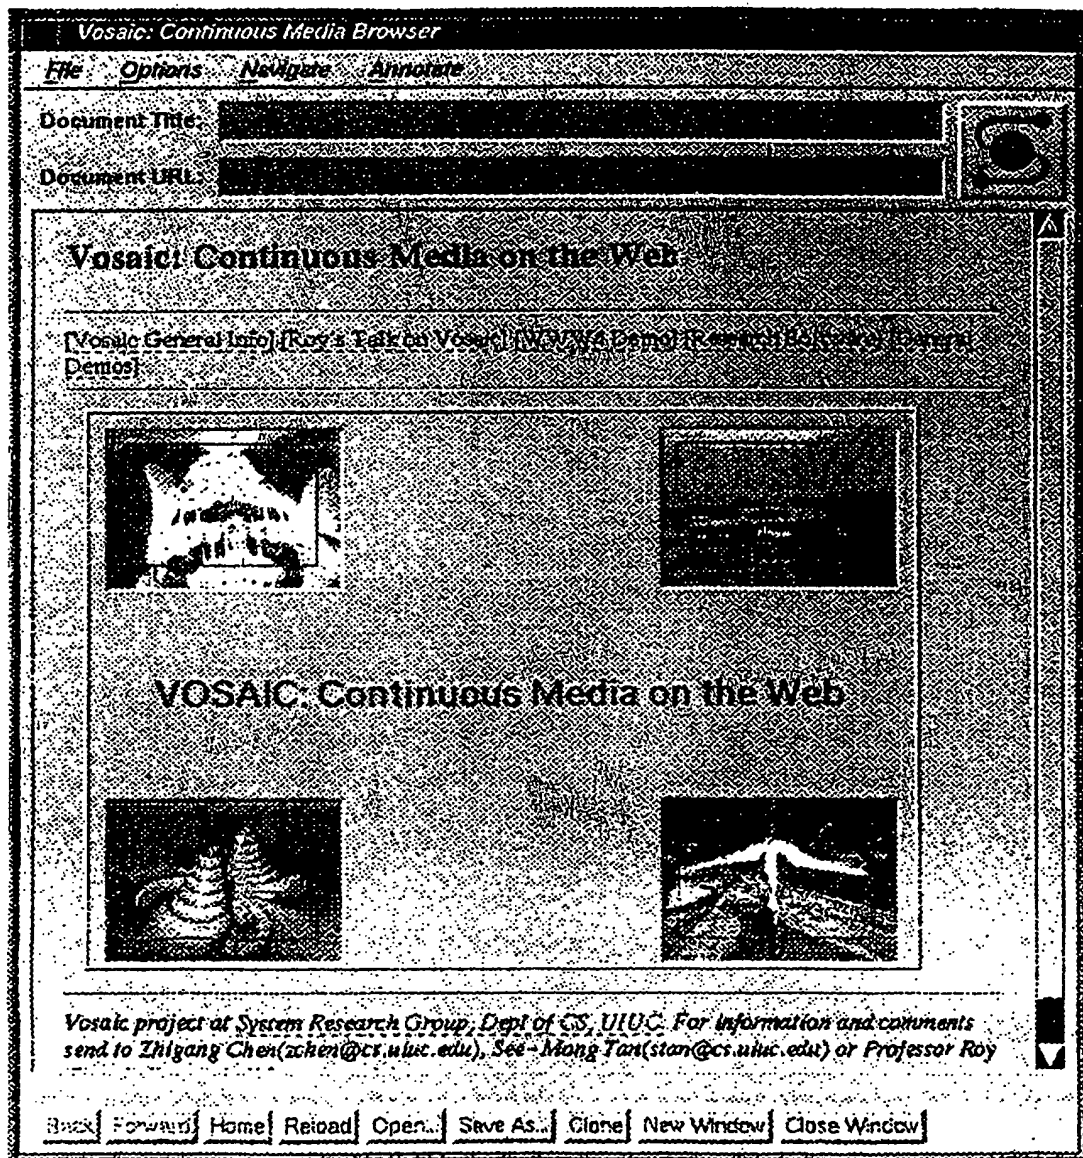 Vosaic: Continuous Media Browser
File Options Navigate Annotate
Document Title:
Document URL:
Vosaic: Continuous Media on the Web
[Vosaic General Info] [Roy's Talk on Vosaic] [WWW4 Demo] [Research Demos] [General
Demos]
VOSAIC: Continuous Media on the Web
Vosaic project at System Research Group, Dept of CS, UIUC. For information and comments
send to Zhigang Chen(zchen@cs.uiuc.edu), See-Mong Tan(stan@cs.uiuc.edu) or Professor Roy
Back Forward Home Reload Open... Save As... Clone New Window Close Window